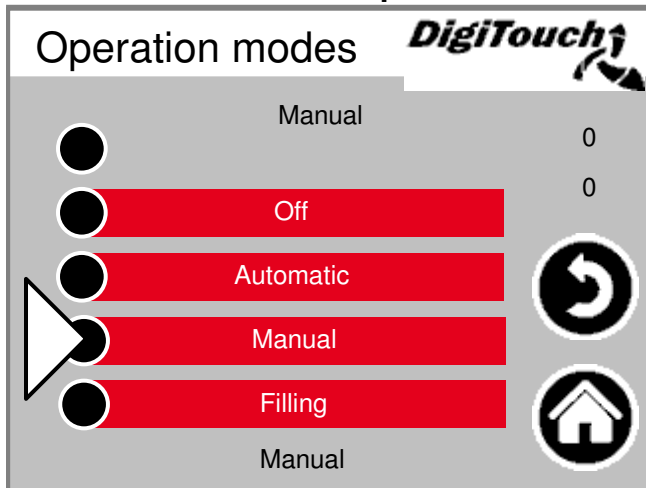 Operation modes
DigiTouch
Manual
0
Off
0
Automatic
Manual
Filling
Manual